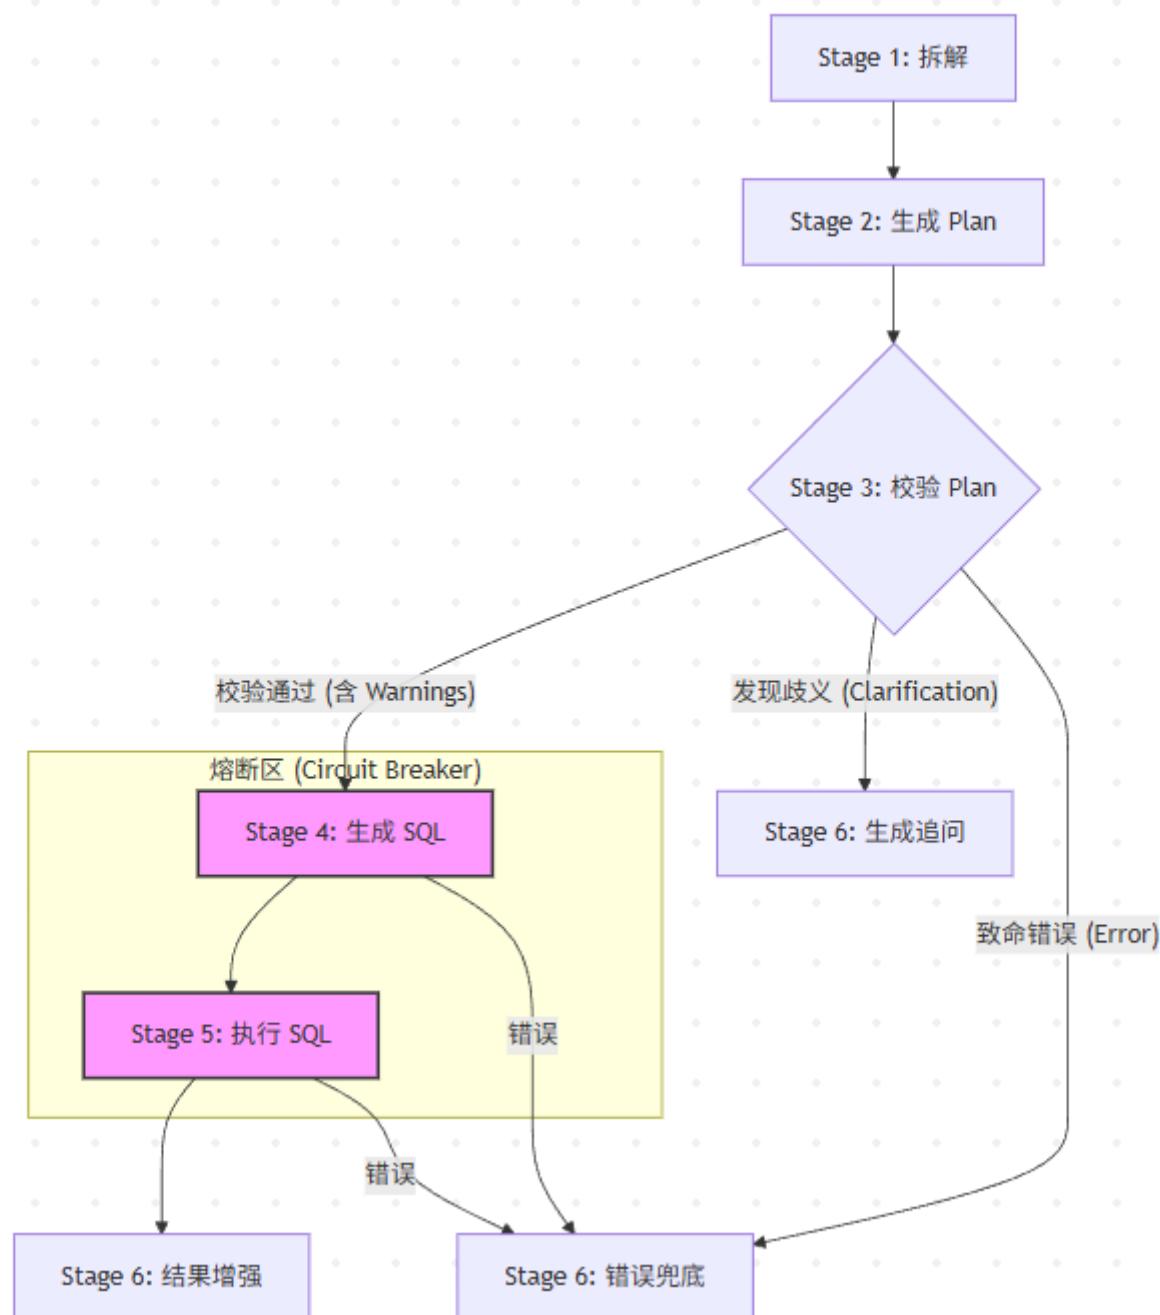 Stage 1: 拆解
Stage 2: 生成 Plan
Stage 3: 校验 Plan
校验通过 (含 Warnings)
发现歧义 (Clarification)
熔断区 (Circuit Breaker)
Stage 4: 生成 SQL
Stage 6: 生成追问
致命错误 (Error)
Stage 5: 执行 SQL
错误
错误
Stage 6: 结果增强
Stage 6: 错误兜底